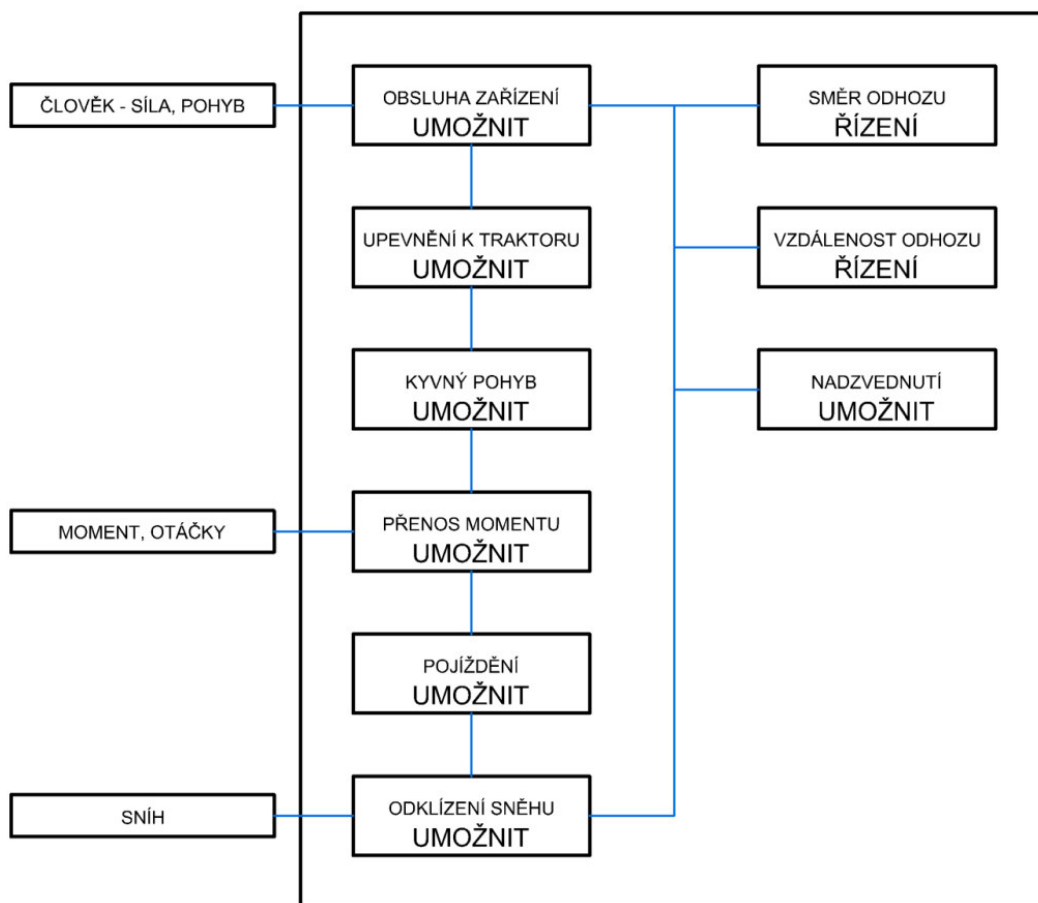 ČLOVĚK - SÍLA, POHYB
OBSLUHA ZAŘÍZENÍ
UMOŽNIT
SMĚR ODHOZU
ŘÍZENÍ
UPEVNĚNÍ K TRAKTORU
UMOŽNIT
VZDÁLENOST ODHOZU
ŘÍZENÍ
KYVNÝ POHYB
UMOŽNIT
NADZVEDNUTÍ
UMOŽNIT
MOMENT, OTÁČKY
PŘENOS MOMENTU
UMOŽNIT
POJÍŽDĚNÍ
UMOŽNIT
SNÍH
ODKLÍZENÍ SNĚHU
UMOŽNIT